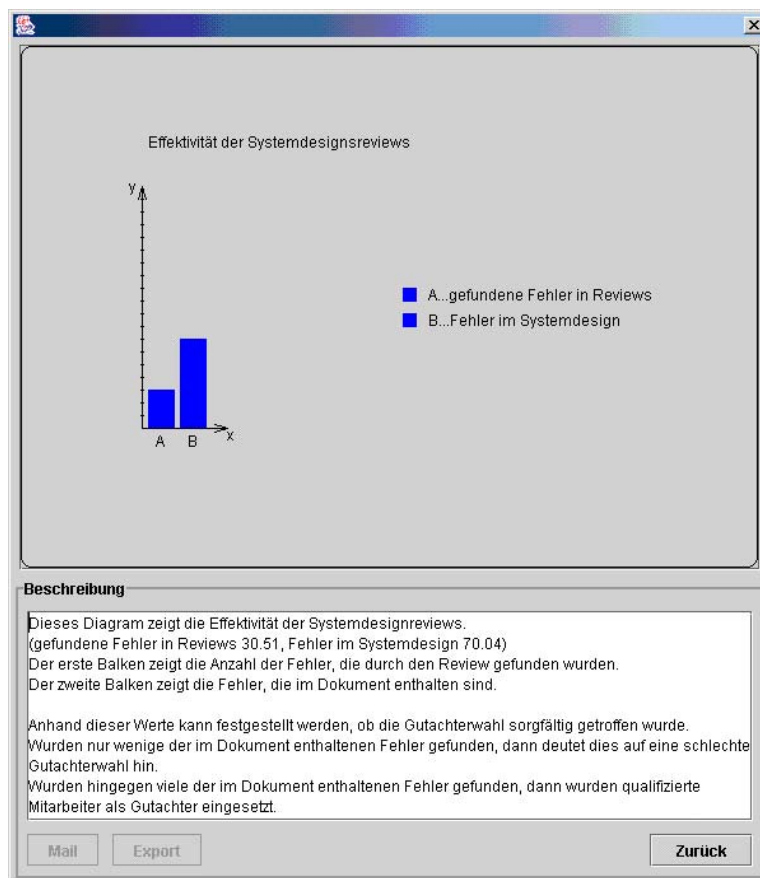 Effektivität der Systemdesignsreviews
y
A...gefundene Fehler in Reviews
B...Fehler im Systemdesign
A B x
Beschreibung
Dieses Diagram zeigt die Effektivität der Systemdesignreviews.
(gefundene Fehler in Reviews 30.51, Fehler im Systemdesign 70.04)
Der erste Balken zeigt die Anzahl der Fehler, die durch den Review gefunden wurden.
Der zweite Balken zeigt die Fehler, die im Dokument enthalten sind.
Anhand dieser Werte kann festgestellt werden, ob die Gutachterwahl sorgfältig getroffen wurde.
Wurden nur wenige der im Dokument enthaltenen Fehler gefunden, dann deutet dies auf eine schlechte
Gutachterwahl hin.
Wurden hingegen viele der im Dokument enthaltenen Fehler gefunden, dann wurden qualifizierte
Mitarbeiter als Gutachter eingesetzt.
Mail Export Zurück